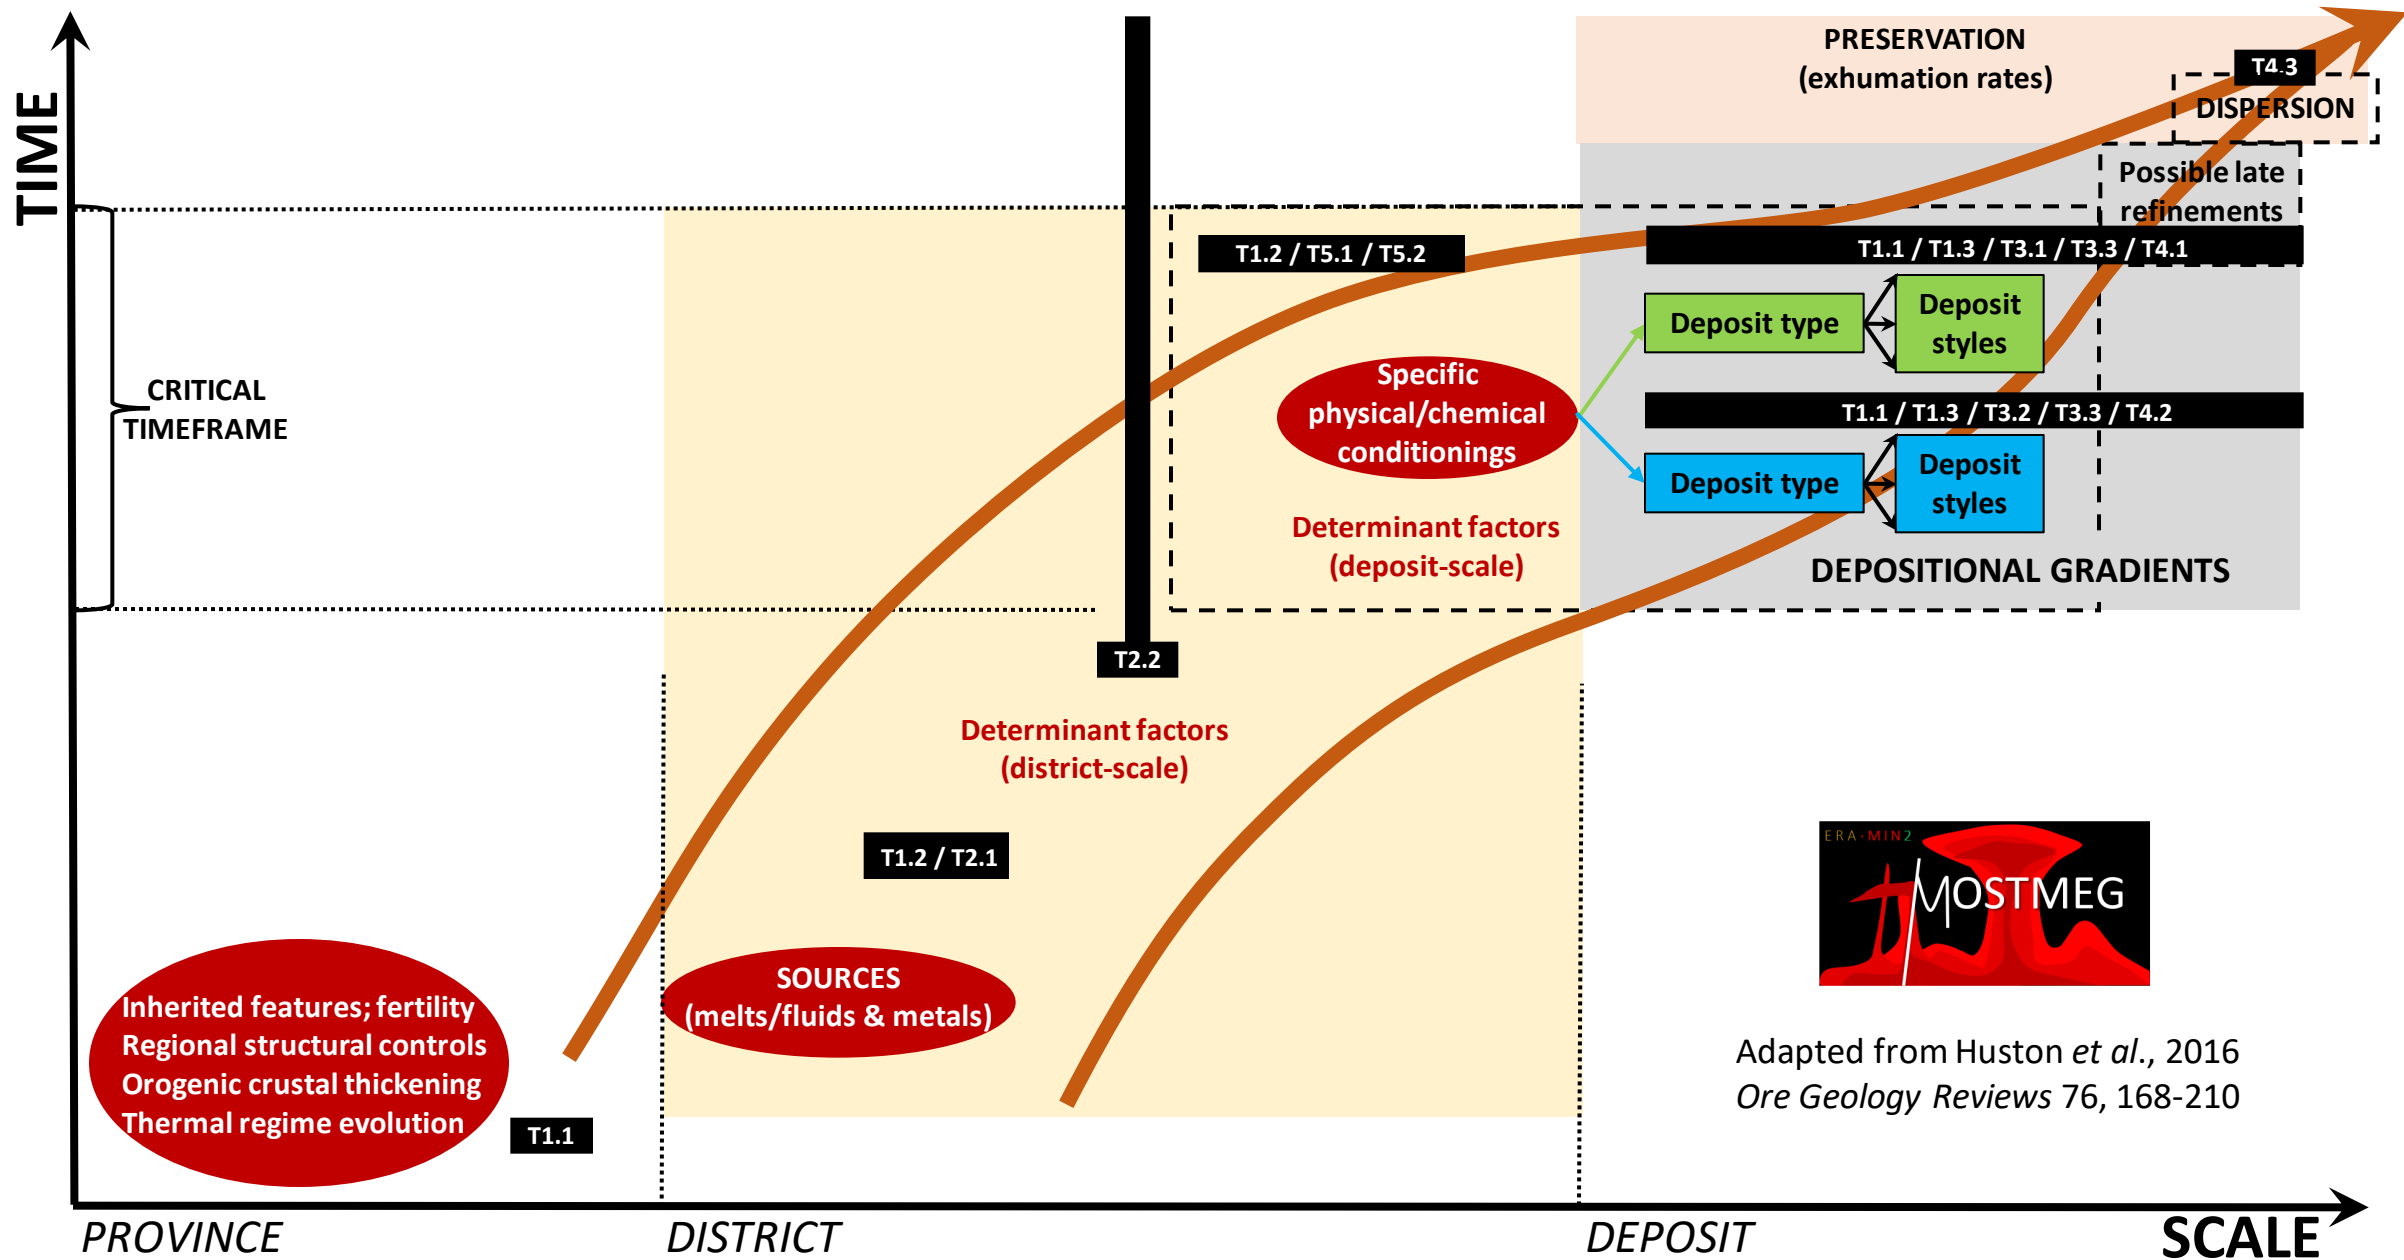 TIME
PRESERVATION
(exhumation rates)
T4.3
DISPERSION
Possible late
refinements
T1.2 / T5.1 / T5.2
T1.1 / T1.3 / T3.1 / T3.3 / T4.1
Deposit type
Deposit
styles
CRITICAL
TIMEFRAME
Specific
physical/chemical
conditionings
T1.1 / T1.3 / T3.2 / T3.3 / T4.2
Deposit type
Deposit
styles
Determinant factors
(deposit-scale)
DEPOSITIONAL GRADIENTS
T2.2
Determinant factors
(district-scale)
T1.2 / T2.1
ERA-MIN2
MOSTMEG
SOURCES
(melts/fluids & metals)
Inherited features; fertility
Regional structural controls
Orogenic crustal thickening
Thermal regime evolution
T1.1
Adapted from Huston et al., 2016
Ore Geology Reviews 76, 168-210
PROVINCE
DISTRICT
DEPOSIT
SCALE